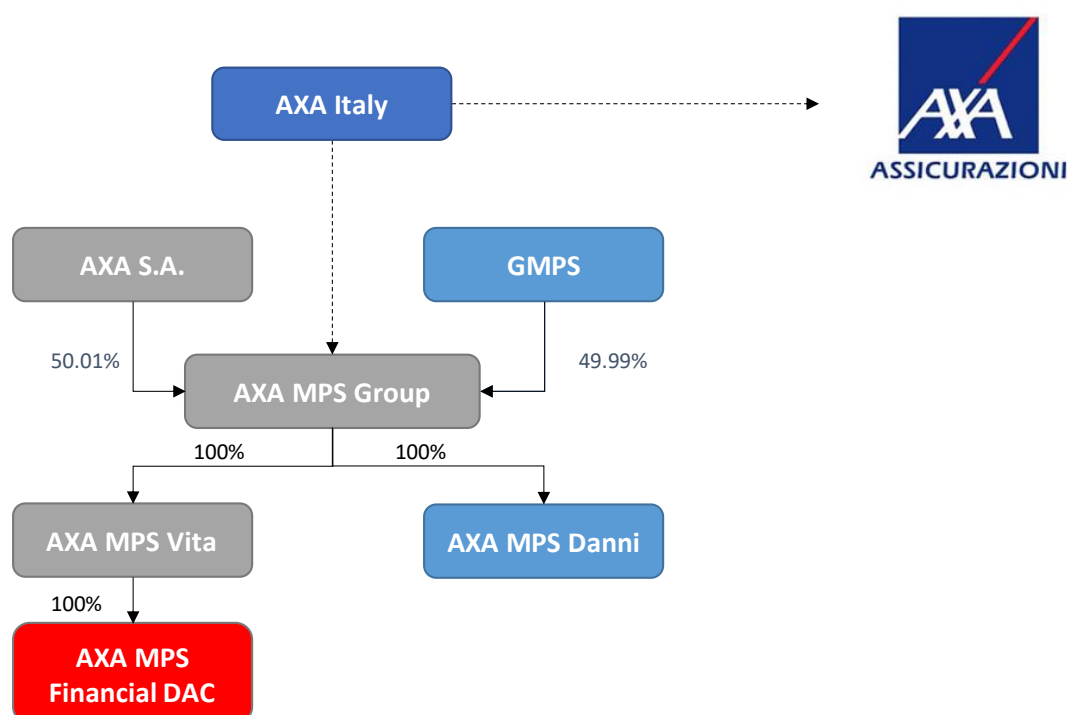 AXA Italy
AXA
ASSICURAZIONI
AXA S.A.
GMPS
50.01%
49.99%
AXA MPS Group
100%
100%
AXA MPS Vita
AXA MPS Danni
100%
AXA MPS
Financial DAC